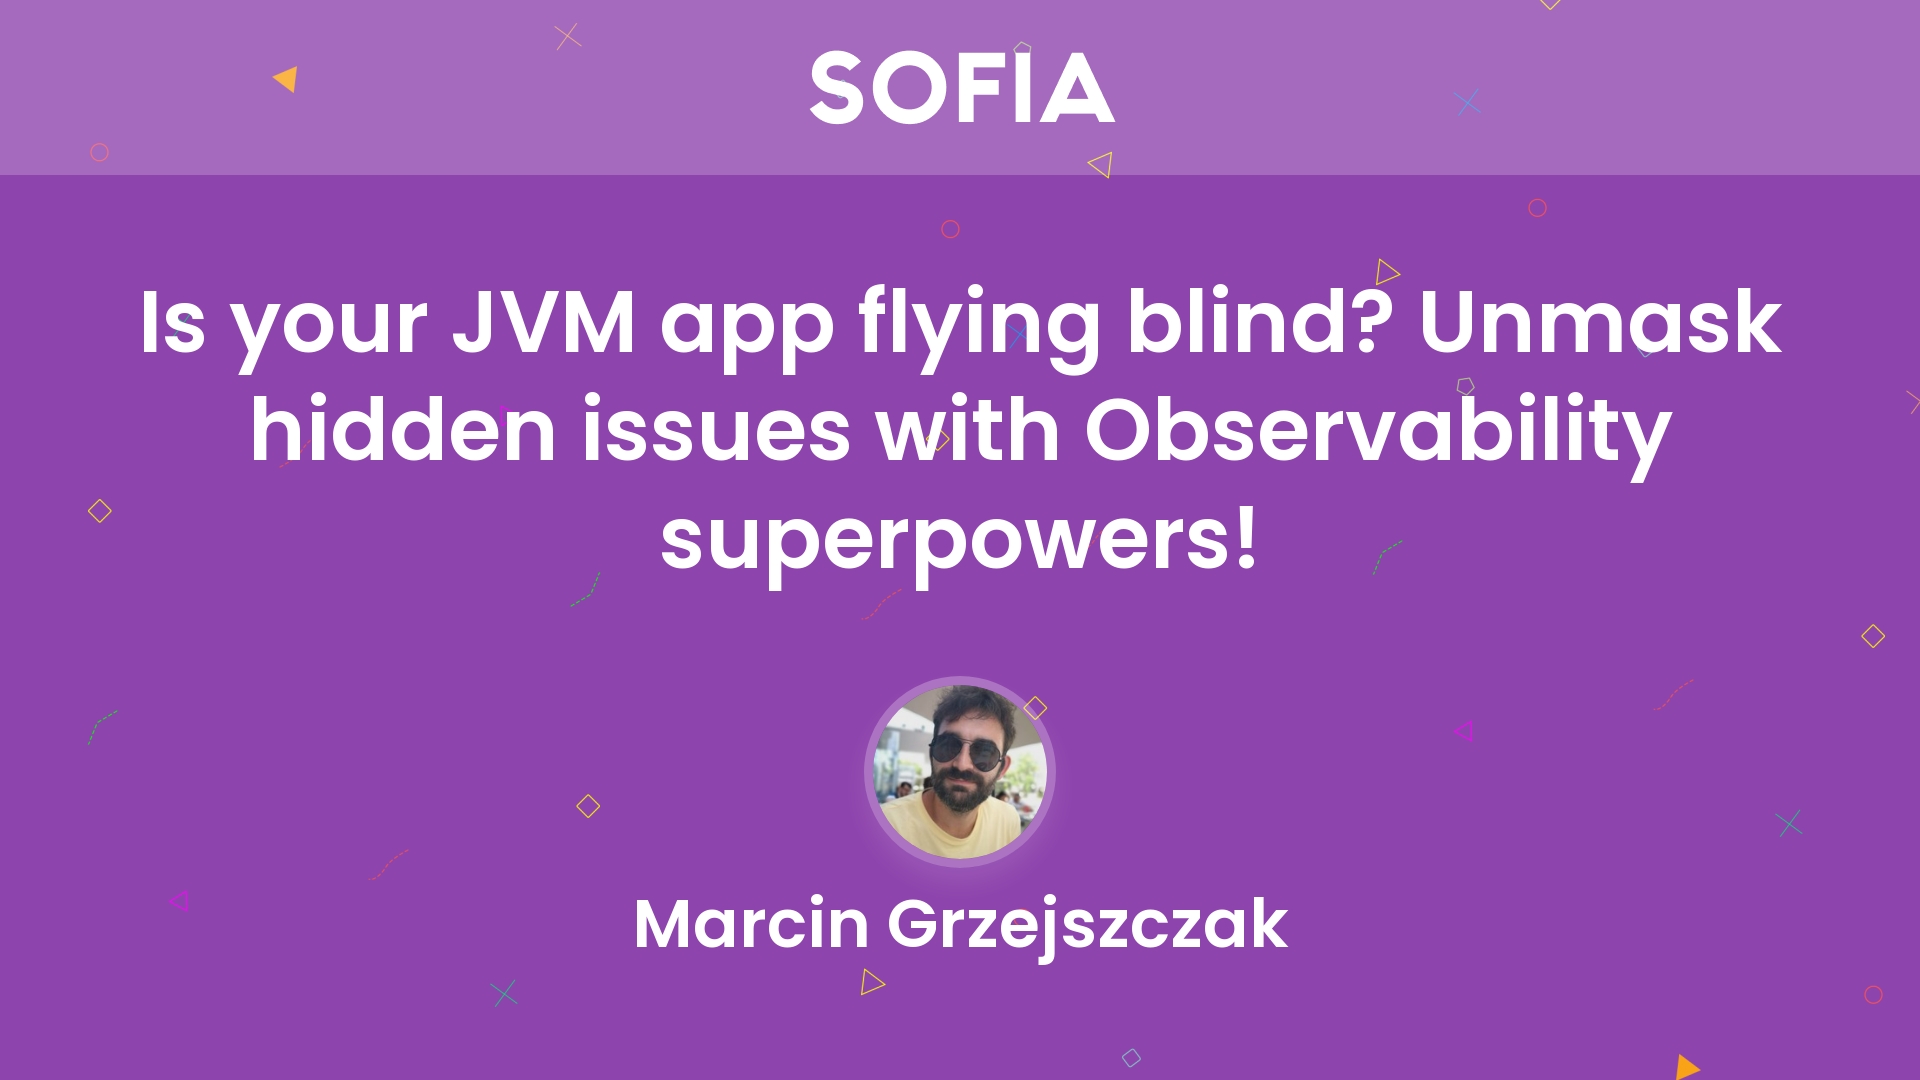 SOFIA
Is your JVM app flying blind? Unmask
hidden issues with Observability
superpowers!
Marcin Grzejszczak